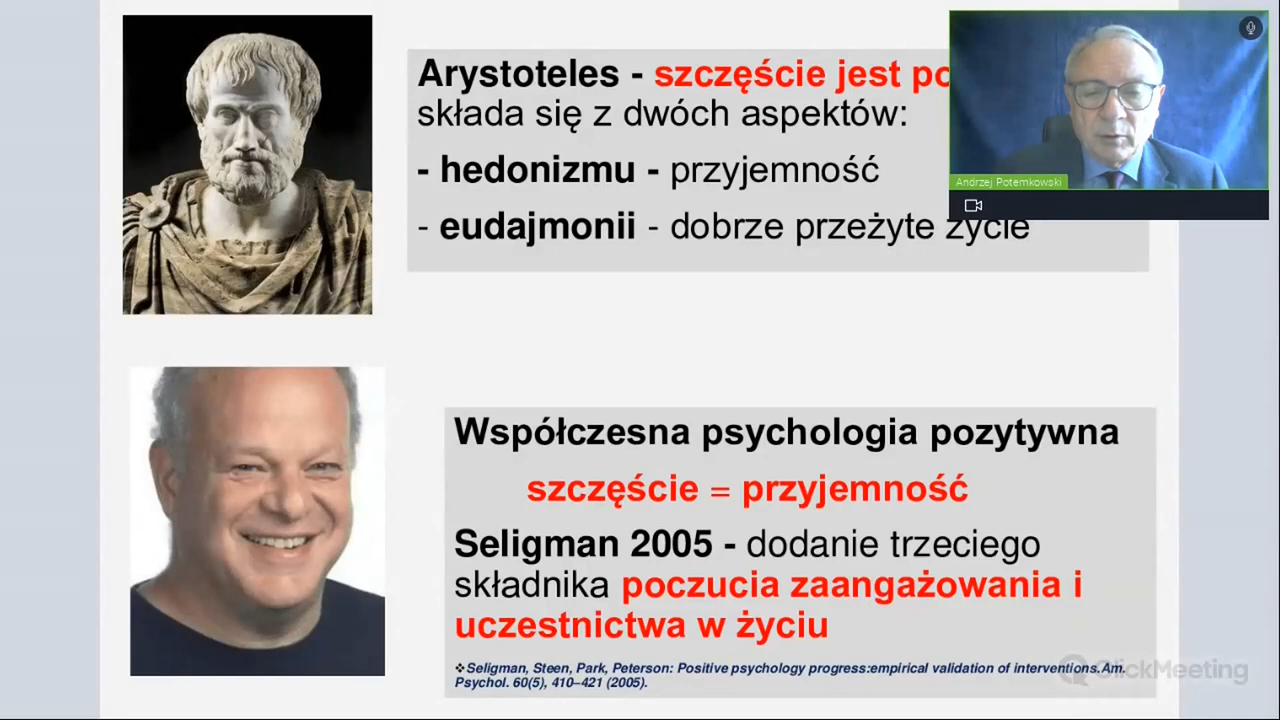 Arystoteles - szczęście jest
składa się z dwóch aspektów:
- hedonizmu - przyjemność
- eudajmonii - dobrze przeżyte życie
Andrzej Potemkowski
Współczesna psychologia pozytywna
szczęście = przyjemność
Seligman 2005 - dodanie trzeciego
składnika poczucia zaangażowania i
uczestnictwa w życiu
❖Seligman, Steen, Park, Peterson: Positive psychology progress:empirical validation of interventions.Am.
Psychol. 60(5), 410–421 (2005).
ClickMeeting